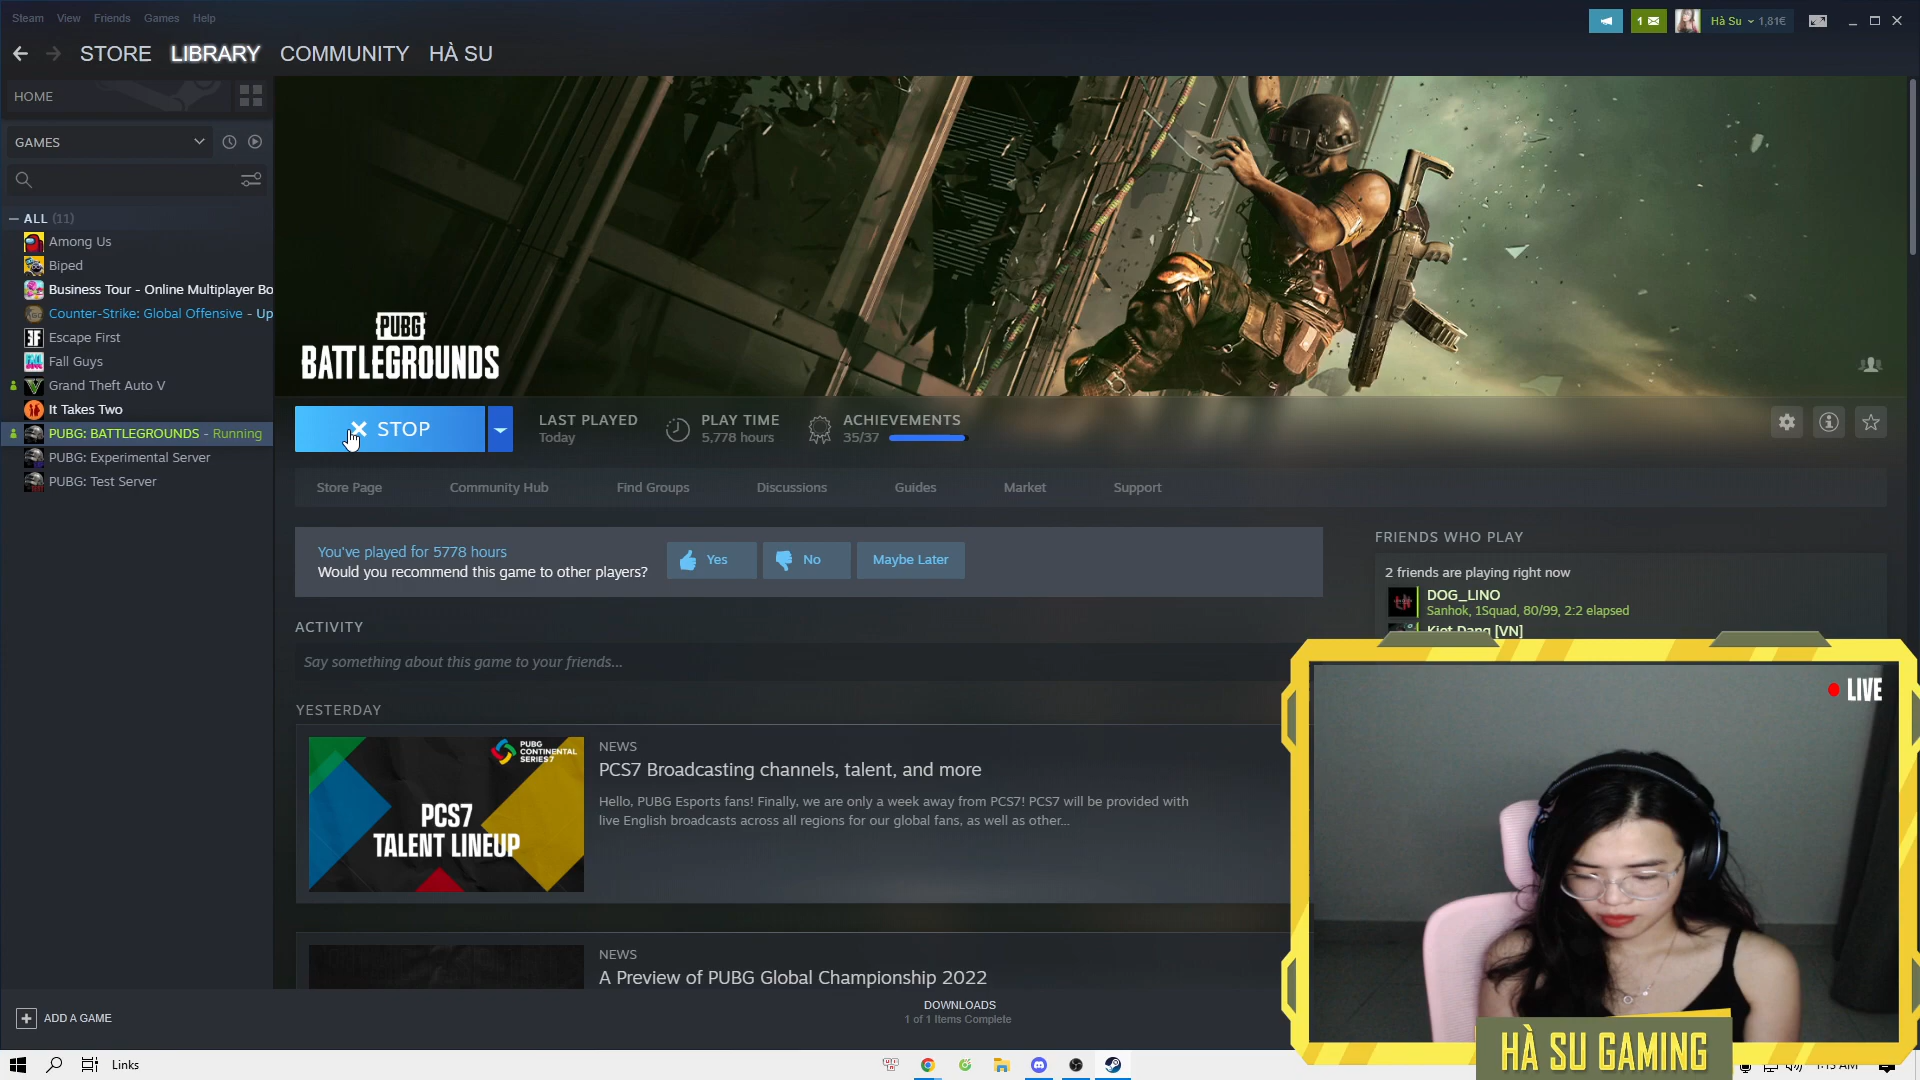 Steam View Friends Games Help
1 Hà Su 1,81€
STORE LIBRARY COMMUNITY HÀ SU
HOME
GAMES
ALL (11)
Among Us
Biped
Business Tour - Online Multiplayer Bo
Counter-Strike: Global Offensive - Up
Escape First
Fall Guys
Grand Theft Auto V
It Takes Two
PUBG: BATTLEGROUNDS - Running
PUBG: Experimental Server
PUBG: Test Server
PUBG
BATTLEGROUNDS
STOP
LAST PLAYED
Today
PLAY TIME
5,778 hours
ACHIEVEMENTS
35/37
Store Page Community Hub Find Groups Discussions Guides Market Support
You've played for 5778 hours
Would you recommend this game to other players?
Yes No Maybe Later
FRIENDS WHO PLAY
2 friends are playing right now
DOG_LINO
Sanhok, 1Squad, 80/99, 2:2 elapsed
Kiet Dang [VN]
ACTIVITY
Say something about this game to your friends...
YESTERDAY
PUBG
CONTINENTAL
SERIES 7
PCS7
TALENT LINEUP
NEWS
PCS7 Broadcasting channels, talent, and more
Hello, PUBG Esports fans! Finally, we are only a week away from PCS7! PCS7 will be provided with
live English broadcasts across all regions for our global fans, as well as other...
NEWS
A Preview of PUBG Global Championship 2022
LIVE
HÀ SU GAMING
ADD A GAME
DOWNLOADS
1 of 1 Items Complete
Links